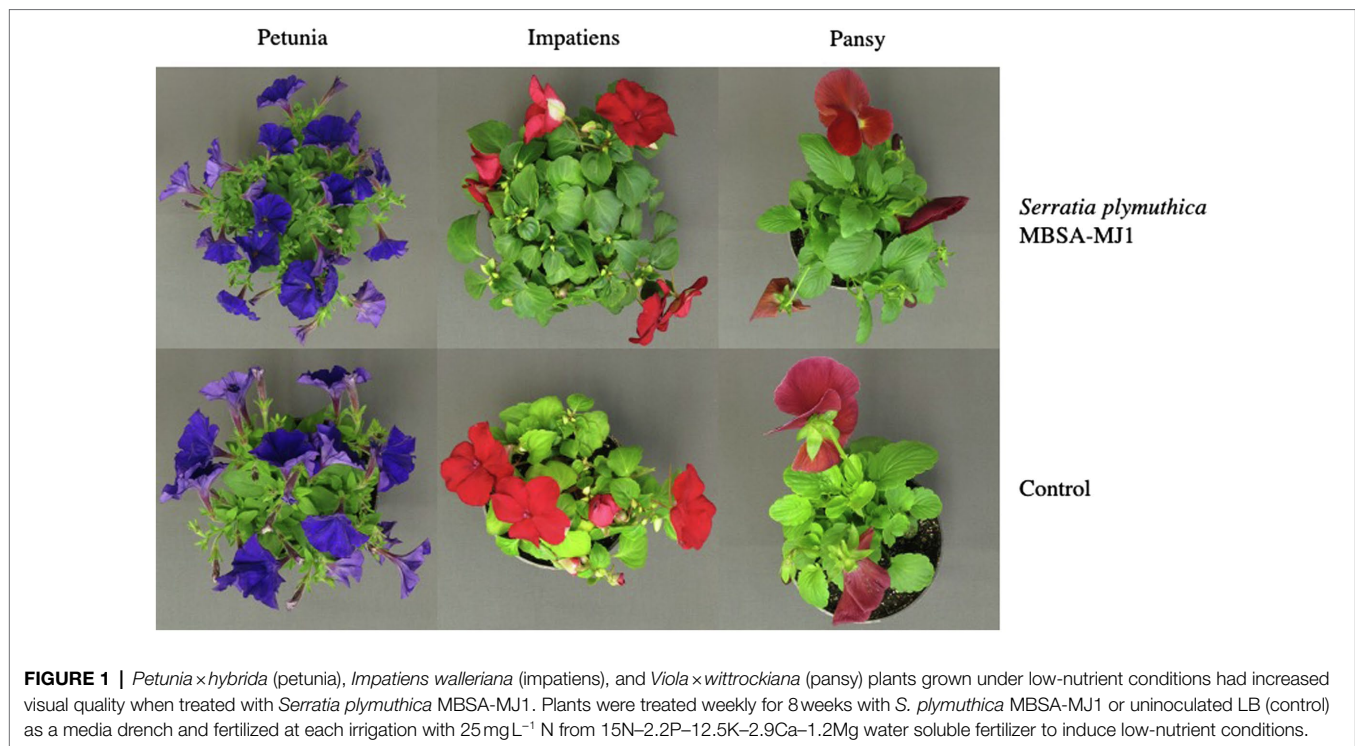 Petunia Impatiens Pansy
Serratia plymuthica
MBSA-MJ1
Control
FIGURE 1 | Petunia × hybrida (petunia), Impatiens walleriana (impatiens), and Viola × wittrockiana (pansy) plants grown under low-nutrient conditions had increased
visual quality when treated with Serratia plymuthica MBSA-MJ1. Plants were treated weekly for 8 weeks with S. plymuthica MBSA-MJ1 or uninoculated LB (control)
as a media drench and fertilized at each irrigation with 25 mg L⁻¹ N from 15N–2.2P–12.5K–2.9Ca–1.2Mg water soluble fertilizer to induce low-nutrient conditions.